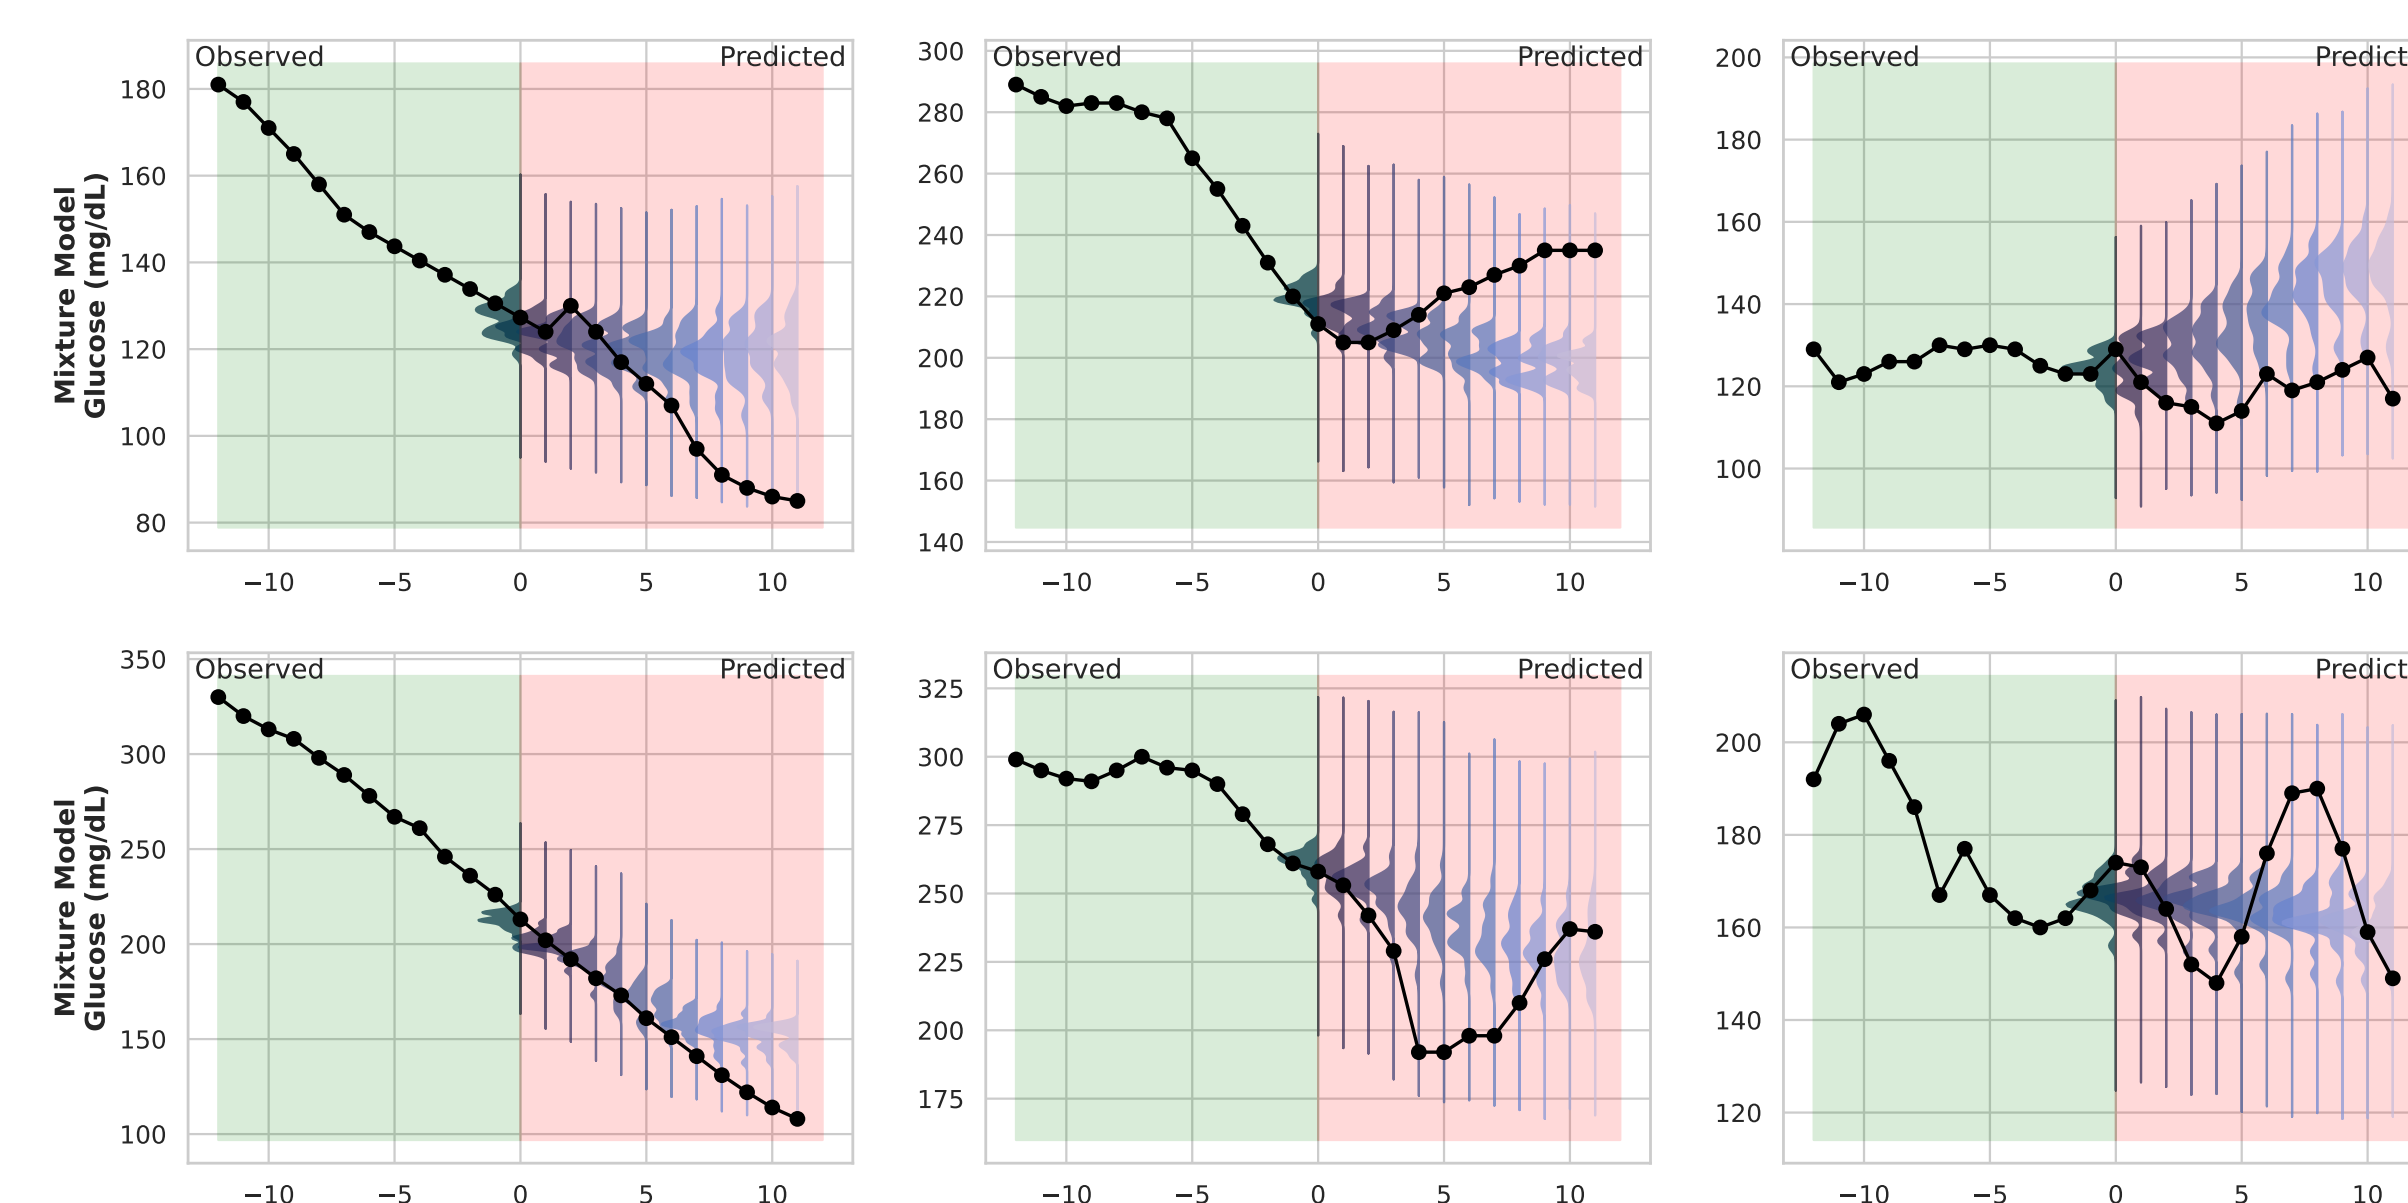 Observed Predicted
180
160
140
120
100
80
−10 −5 0 5 10
Mixture Model
Glucose (mg/dL)
Observed Predicted
300
280
260
240
220
200
180
160
140
−10 −5 0 5 10
Observed Predict
200
180
160
140
120
100
−10 −5 0 5 10
Observed Predicted
350
300
250
200
150
100
−10 −5 0 5 10
Mixture Model
Glucose (mg/dL)
Observed Predicted
325
300
275
250
225
200
175
−10 −5 0 5 10
Observed Predict
200
180
160
140
120
−10 −5 0 5 10